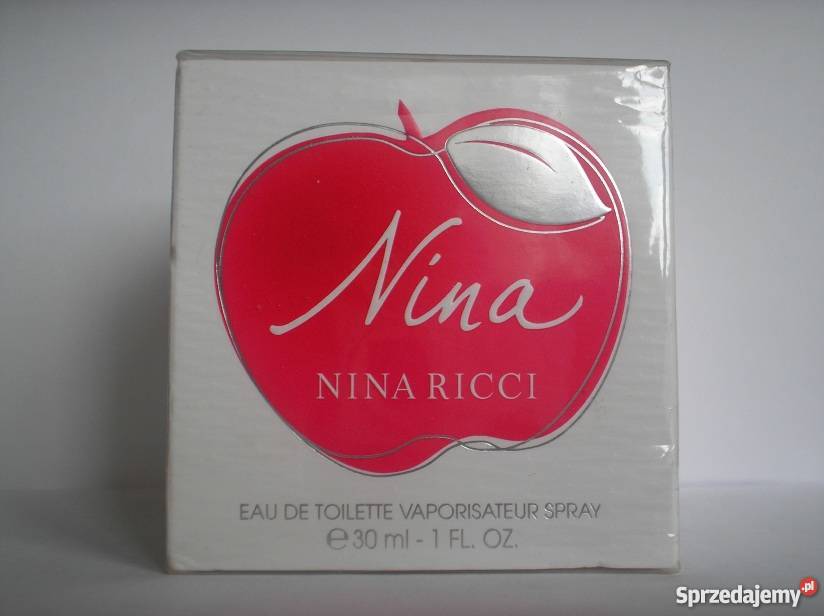 Nina
NINA RICCI
EAU DE TOILETTE VAPORISATEUR SPRAY
℮30 ml - 1 FL. OZ.
Sprzedajemy.pl